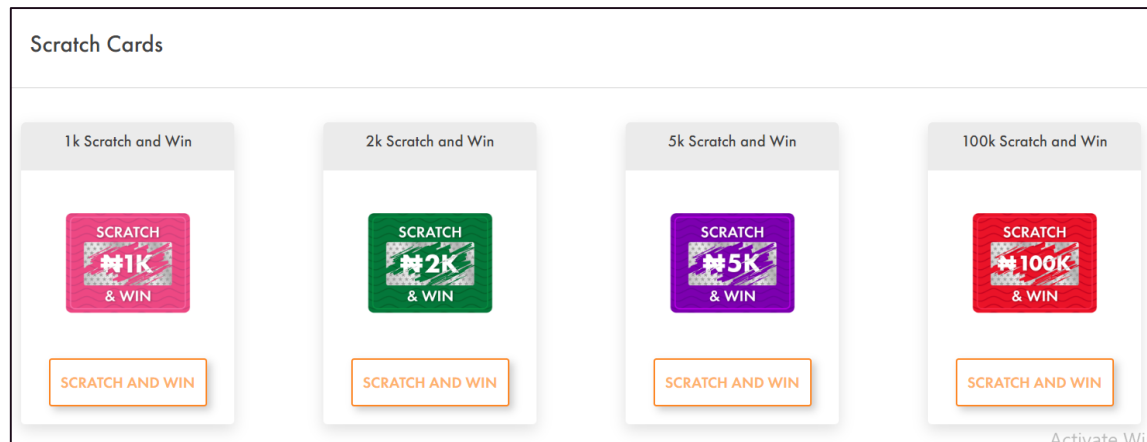 Scratch Cards
1k Scratch and Win
2k Scratch and Win
5k Scratch and Win
100k Scratch and Win
SCRATCH
₦1K
& WIN
SCRATCH
₦2K
& WIN
SCRATCH
₦5K
& WIN
SCRATCH
₦100K
& WIN
SCRATCH AND WIN
SCRATCH AND WIN
SCRATCH AND WIN
SCRATCH AND WIN
Activate Wi